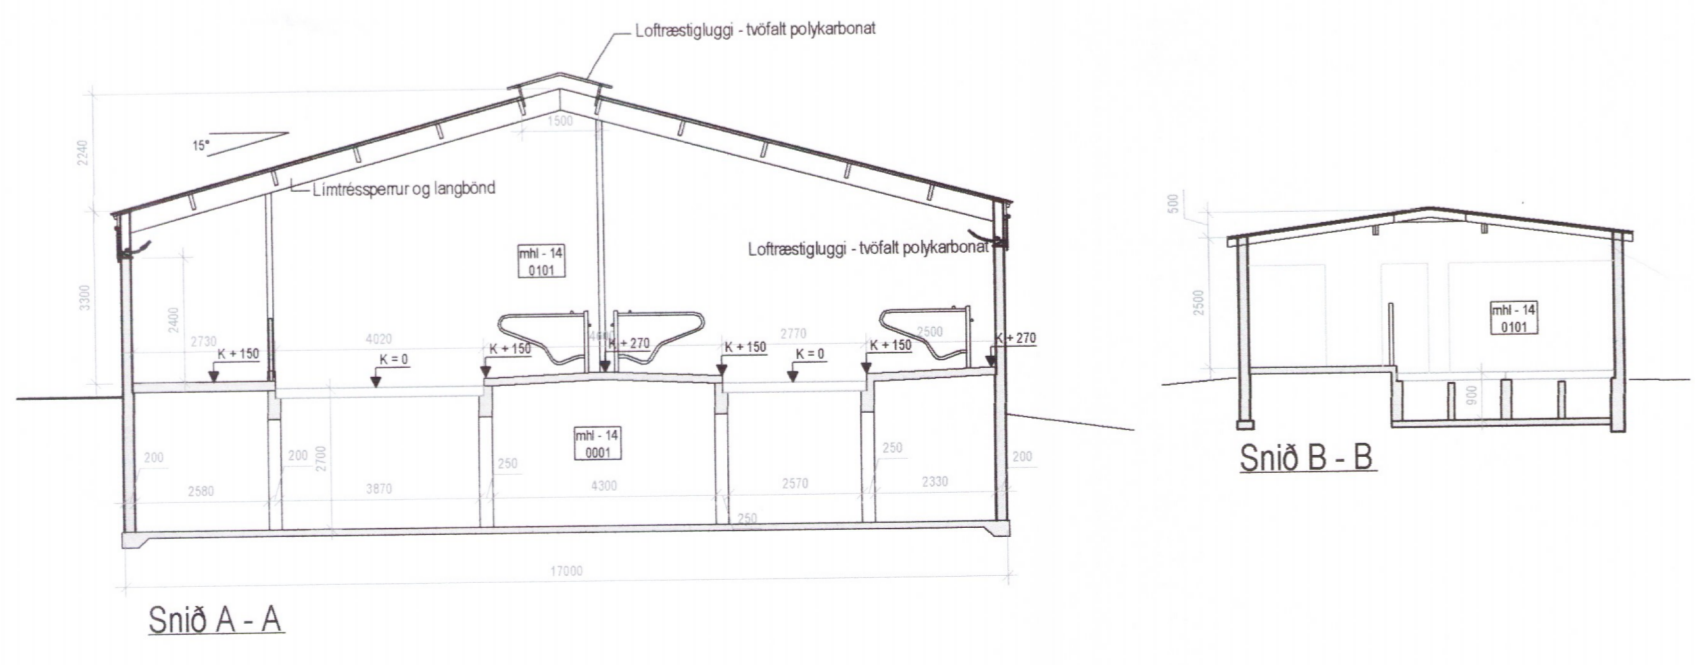 Loftræstigluggi - tvöfalt polykarbonat
2240
15°
1500
Límtréssperrur og langbönd
mhl - 14
0101
Loftræstigluggi - tvöfalt polykarbonat
3300
2400
2730
4020
2770
2500
K + 150
K = 0
K + 150
K + 270
K + 150
K = 0
K + 150
K + 270
mhl - 14
0001
200
200
2700
250
250
200
2580
3870
4300
2570
2330
250
17000
Snið A - A
500
2500
mhl - 14
0101
900
Snið B - B